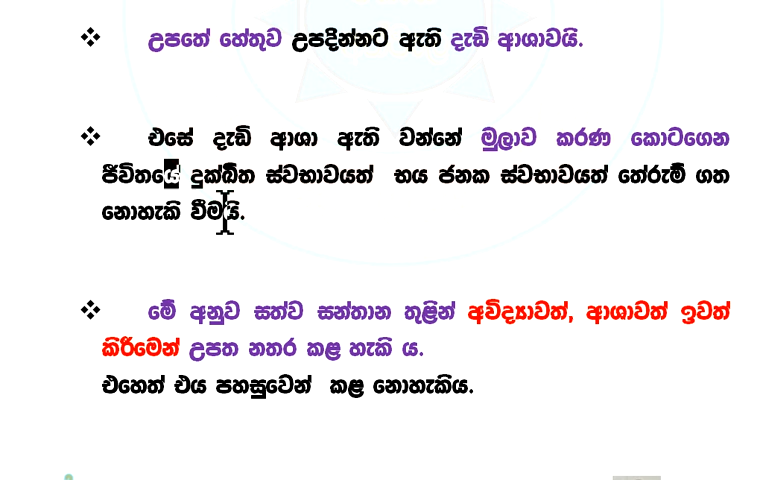 ❖ උපතේ හේතුව උපදින්නට ඇති දැඩි ආශාවයි.
❖ එසේ දැඩි ආශා ඇති වන්නේ මුලාව කරණ කොටගෙන
ජීවිතයේ දුක්ඛිත ස්වභාවයත් භය ජනක ස්වභාවයත් තේරුම් ගත
නොහැකි වීමයි.
❖ මේ අනුව සත්ව සන්තාන තුළින් අවිද්‍යාවත්, ආශාවත් ඉවත්
කිරීමෙන් උපත නතර කළ හැකි ය.
එහෙත් එය පහසුවෙන් කළ නොහැකිය.